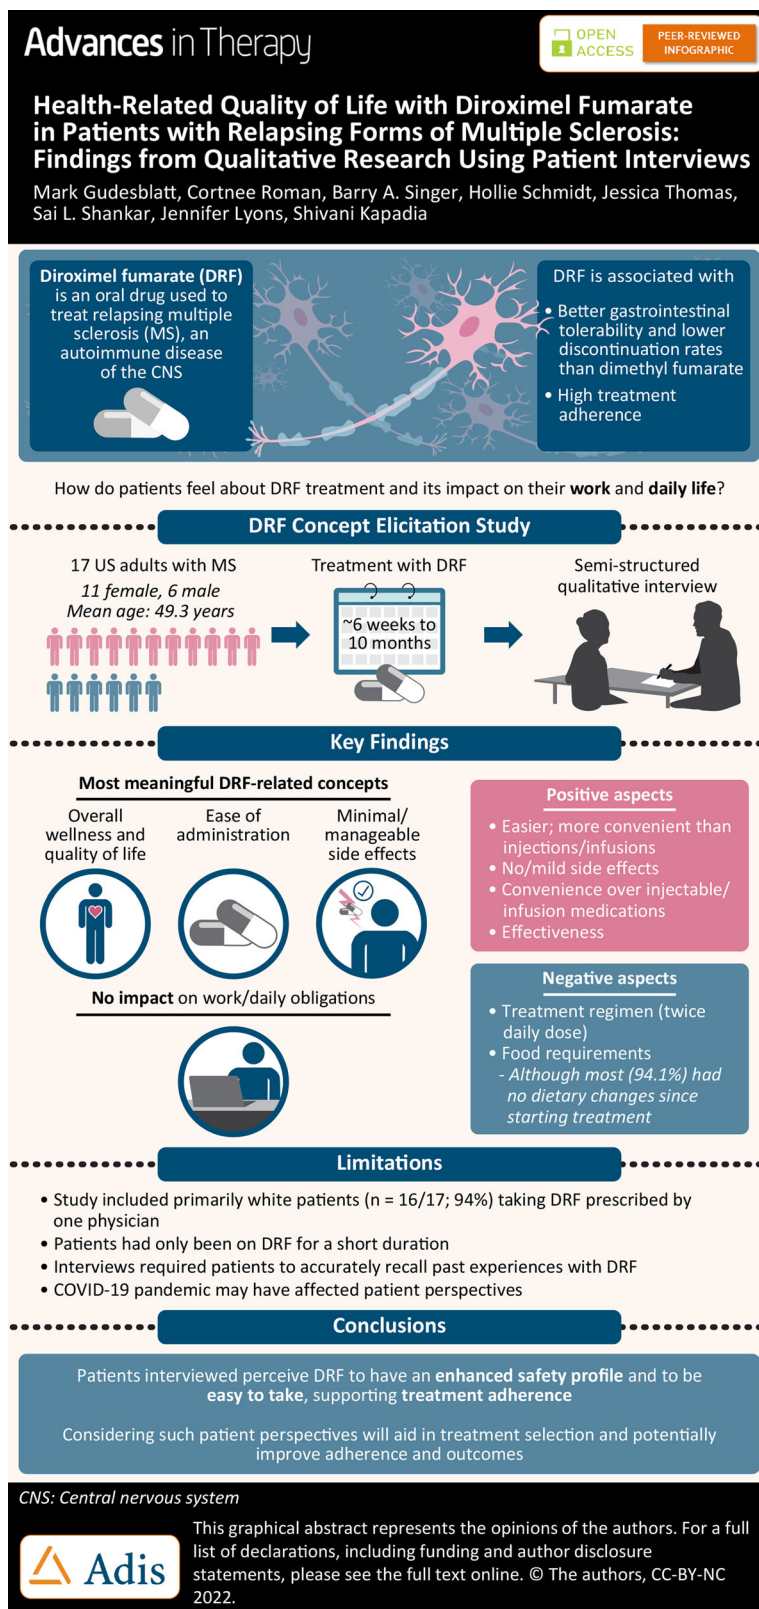 Advances in Therapy
OPEN
ACCESS
PEER-REVIEWED
INFOGRAPHIC
Health-Related Quality of Life with Diroximel Fumarate
in Patients with Relapsing Forms of Multiple Sclerosis:
Findings from Qualitative Research Using Patient Interviews
Mark Gudesblatt, Cortnee Roman, Barry A. Singer, Hollie Schmidt, Jessica Thomas,
Sai L. Shankar, Jennifer Lyons, Shivani Kapadia
Diroximel fumarate (DRF)
is an oral drug used to
treat relapsing multiple
sclerosis (MS), an
autoimmune disease
of the CNS
DRF is associated with
• Better gastrointestinal
tolerability and lower
discontinuation rates
than dimethyl fumarate
• High treatment
adherence
How do patients feel about DRF treatment and its impact on their work and daily life?
DRF Concept Elicitation Study
17 US adults with MS
11 female, 6 male
Mean age: 49.3 years
Treatment with DRF
~6 weeks to
10 months
Semi-structured
qualitative interview
Key Findings
Most meaningful DRF-related concepts
Overall
wellness and
quality of life
Ease of
administration
Minimal/
manageable
side effects
No impact on work/daily obligations
Positive aspects
• Easier; more convenient than
injections/infusions
• No/mild side effects
• Convenience over injectable/
infusion medications
• Effectiveness
Negative aspects
• Treatment regimen (twice
daily dose)
• Food requirements
- Although most (94.1%) had
no dietary changes since
starting treatment
Limitations
• Study included primarily white patients (n = 16/17; 94%) taking DRF prescribed by
one physician
• Patients had only been on DRF for a short duration
• Interviews required patients to accurately recall past experiences with DRF
• COVID-19 pandemic may have affected patient perspectives
Conclusions
Patients interviewed perceive DRF to have an enhanced safety profile and to be
easy to take, supporting treatment adherence
Considering such patient perspectives will aid in treatment selection and potentially
improve adherence and outcomes
CNS: Central nervous system
Adis
This graphical abstract represents the opinions of the authors. For a full
list of declarations, including funding and author disclosure
statements, please see the full text online. © The authors, CC-BY-NC
2022.